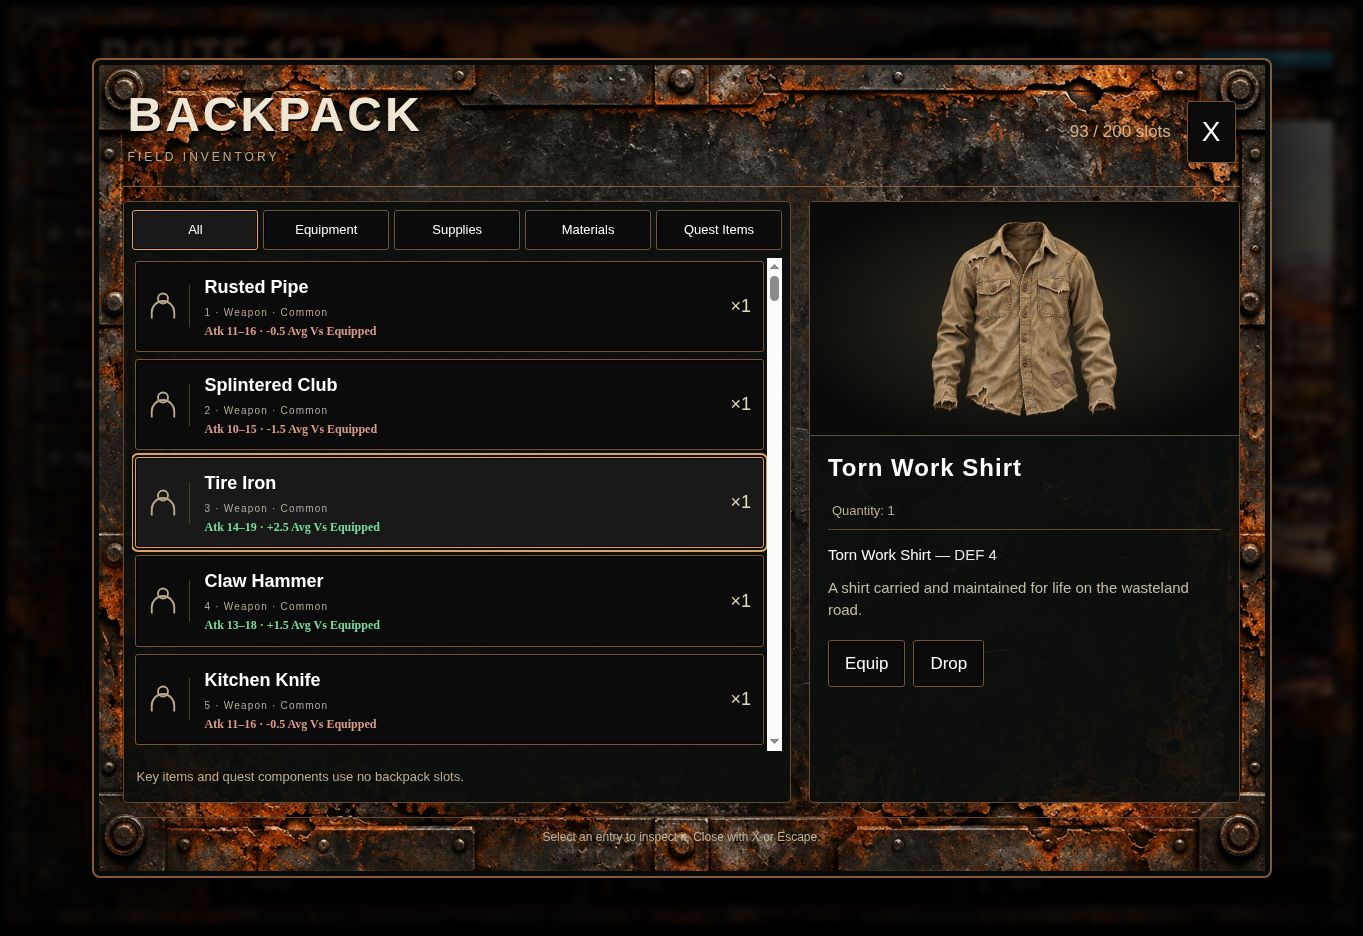 ROUTE 137
BACKPACK
FIELD INVENTORY
93 / 200 slots
X
All
Equipment
Supplies
Materials
Quest Items
Rusted Pipe
1 · Weapon · Common
Atk 11–16 · -0.5 Avg Vs Equipped
×1
Splintered Club
2 · Weapon · Common
Atk 10–15 · -1.5 Avg Vs Equipped
×1
Tire Iron
3 · Weapon · Common
Atk 14–19 · +2.5 Avg Vs Equipped
×1
Claw Hammer
4 · Weapon · Common
Atk 13–18 · +1.5 Avg Vs Equipped
×1
Kitchen Knife
5 · Weapon · Common
Atk 11–16 · -0.5 Avg Vs Equipped
×1
Key items and quest components use no backpack slots.
Torn Work Shirt
Quantity: 1
Torn Work Shirt — DEF 4
A shirt carried and maintained for life on the wasteland
road.
Equip
Drop
Select an entry to inspect it. Close with X or Escape.